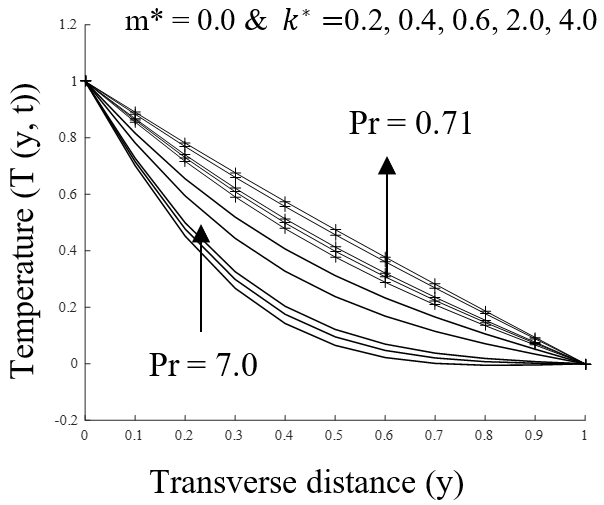 m* = 0.0 & k* =0.2, 0.4, 0.6, 2.0, 4.0
1.2
1
0.8
0.6
0.4
0.2
0
-0.2
Temperature (T (y, t))
Pr = 0.71
Pr = 7.0
0 0.1 0.2 0.3 0.4 0.5 0.6 0.7 0.8 0.9 1
Transverse distance (y)